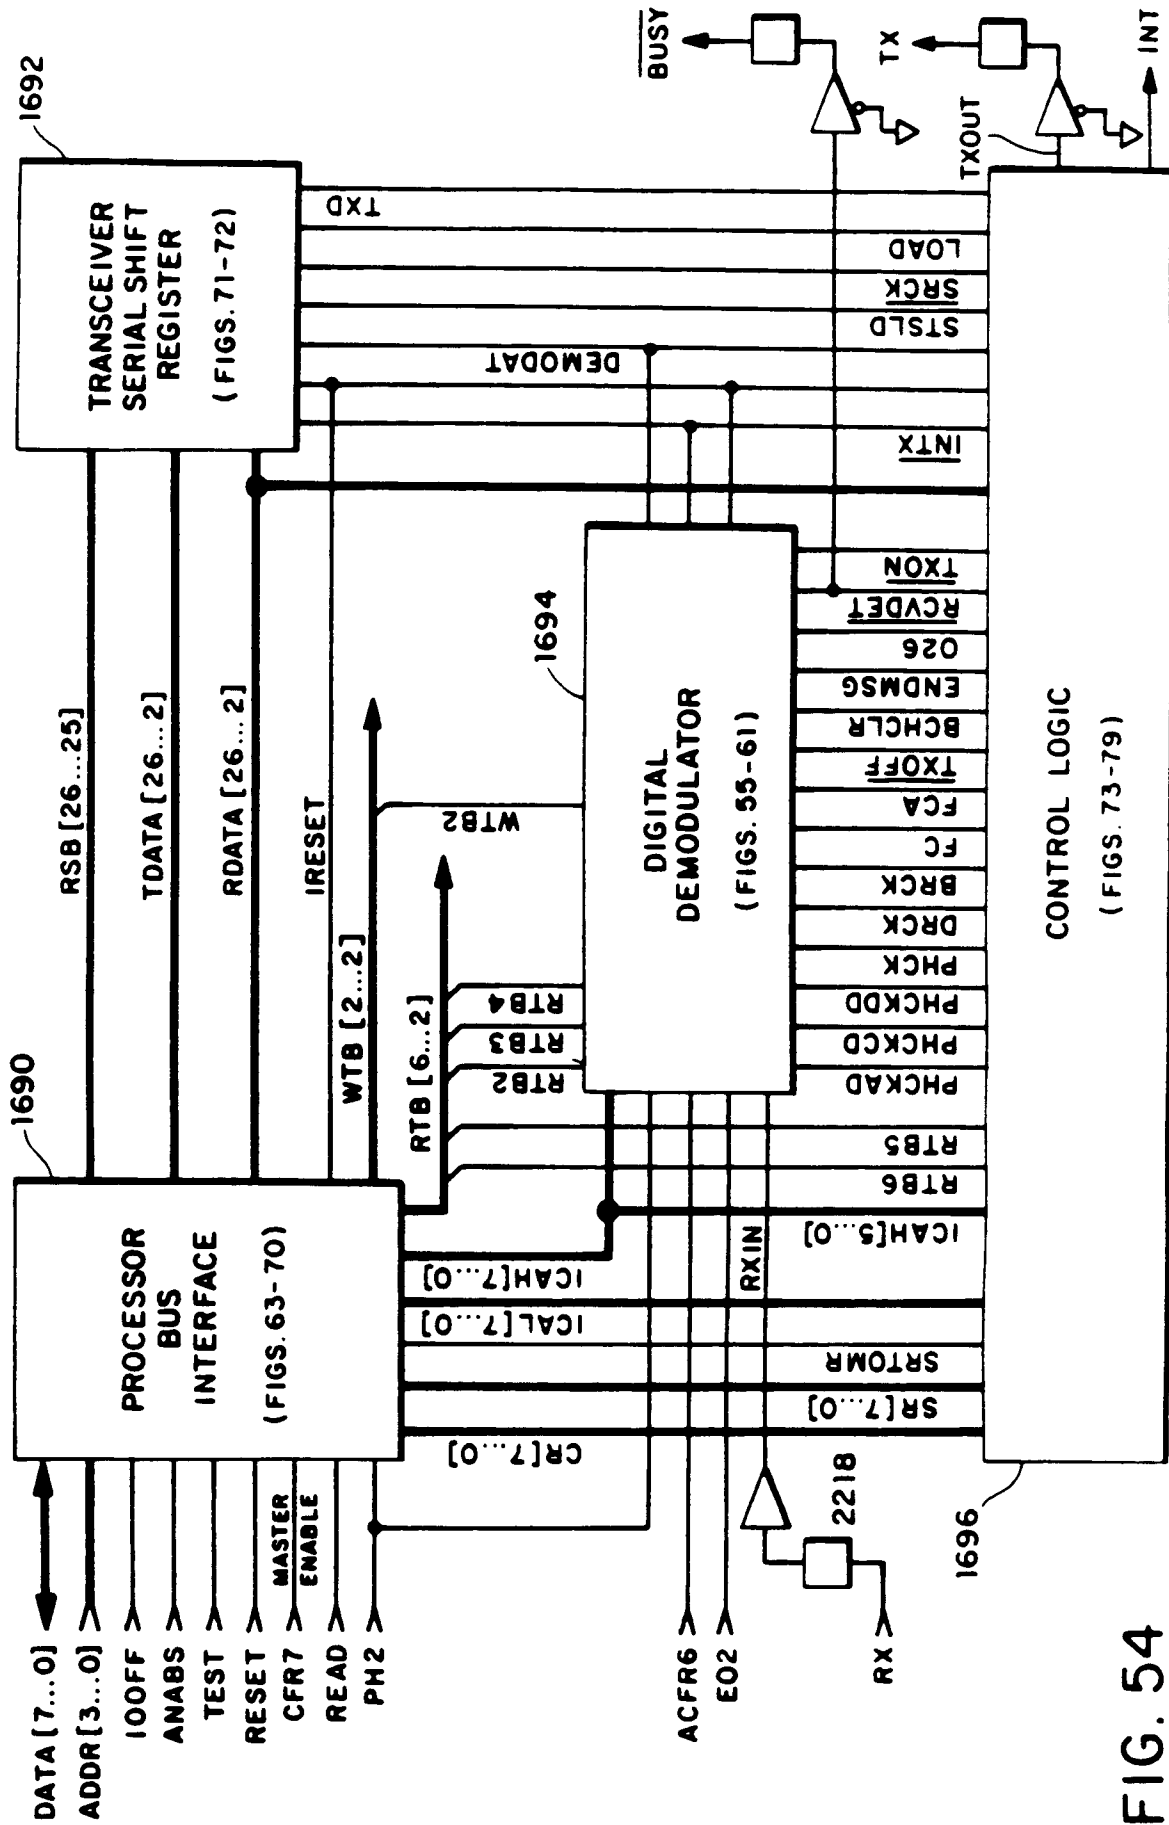 DATA [7...0]
ADDR [3...0]
IOOFF
ANABS
TEST
RESET
CFR7
MASTER
ENABLE
READ
PH2
ACFR6
EO2
RX
2218
RXIN
1690
PROCESSOR
BUS
INTERFACE
(FIGS. 63-70)
RSB [26...25]
TDATA [26...2]
RDATA [26...2]
IRESET
WTB [2...2]
RTB [6...2]
1692
TRANSCEIVER
SERIAL SHIFT
REGISTER
(FIGS. 71-72)
CR[7...0]
SR[7...0]
SRTOMR
ICAL [7...0]
ICAH[7...0]
ICAH[5...0]
RTB6
RTB5
RTB2
RTB3
RTB4
WTB2
1694
DIGITAL
DEMODULATOR
(FIGS. 55-61)
PHCKAD
PHCKCD
PHCKDD
PHCK
DRCK
BRCK
FC
FCA
TXOFF
BCHCLR
ENDMSG
O26
RCVDET
TXON
INTX
DEMODAT
STSLD
SRCK
LOAD
TXD
BUSY
TX
TXOUT
INT
1696
CONTROL LOGIC
(FIGS. 73-79)
FIG. 54